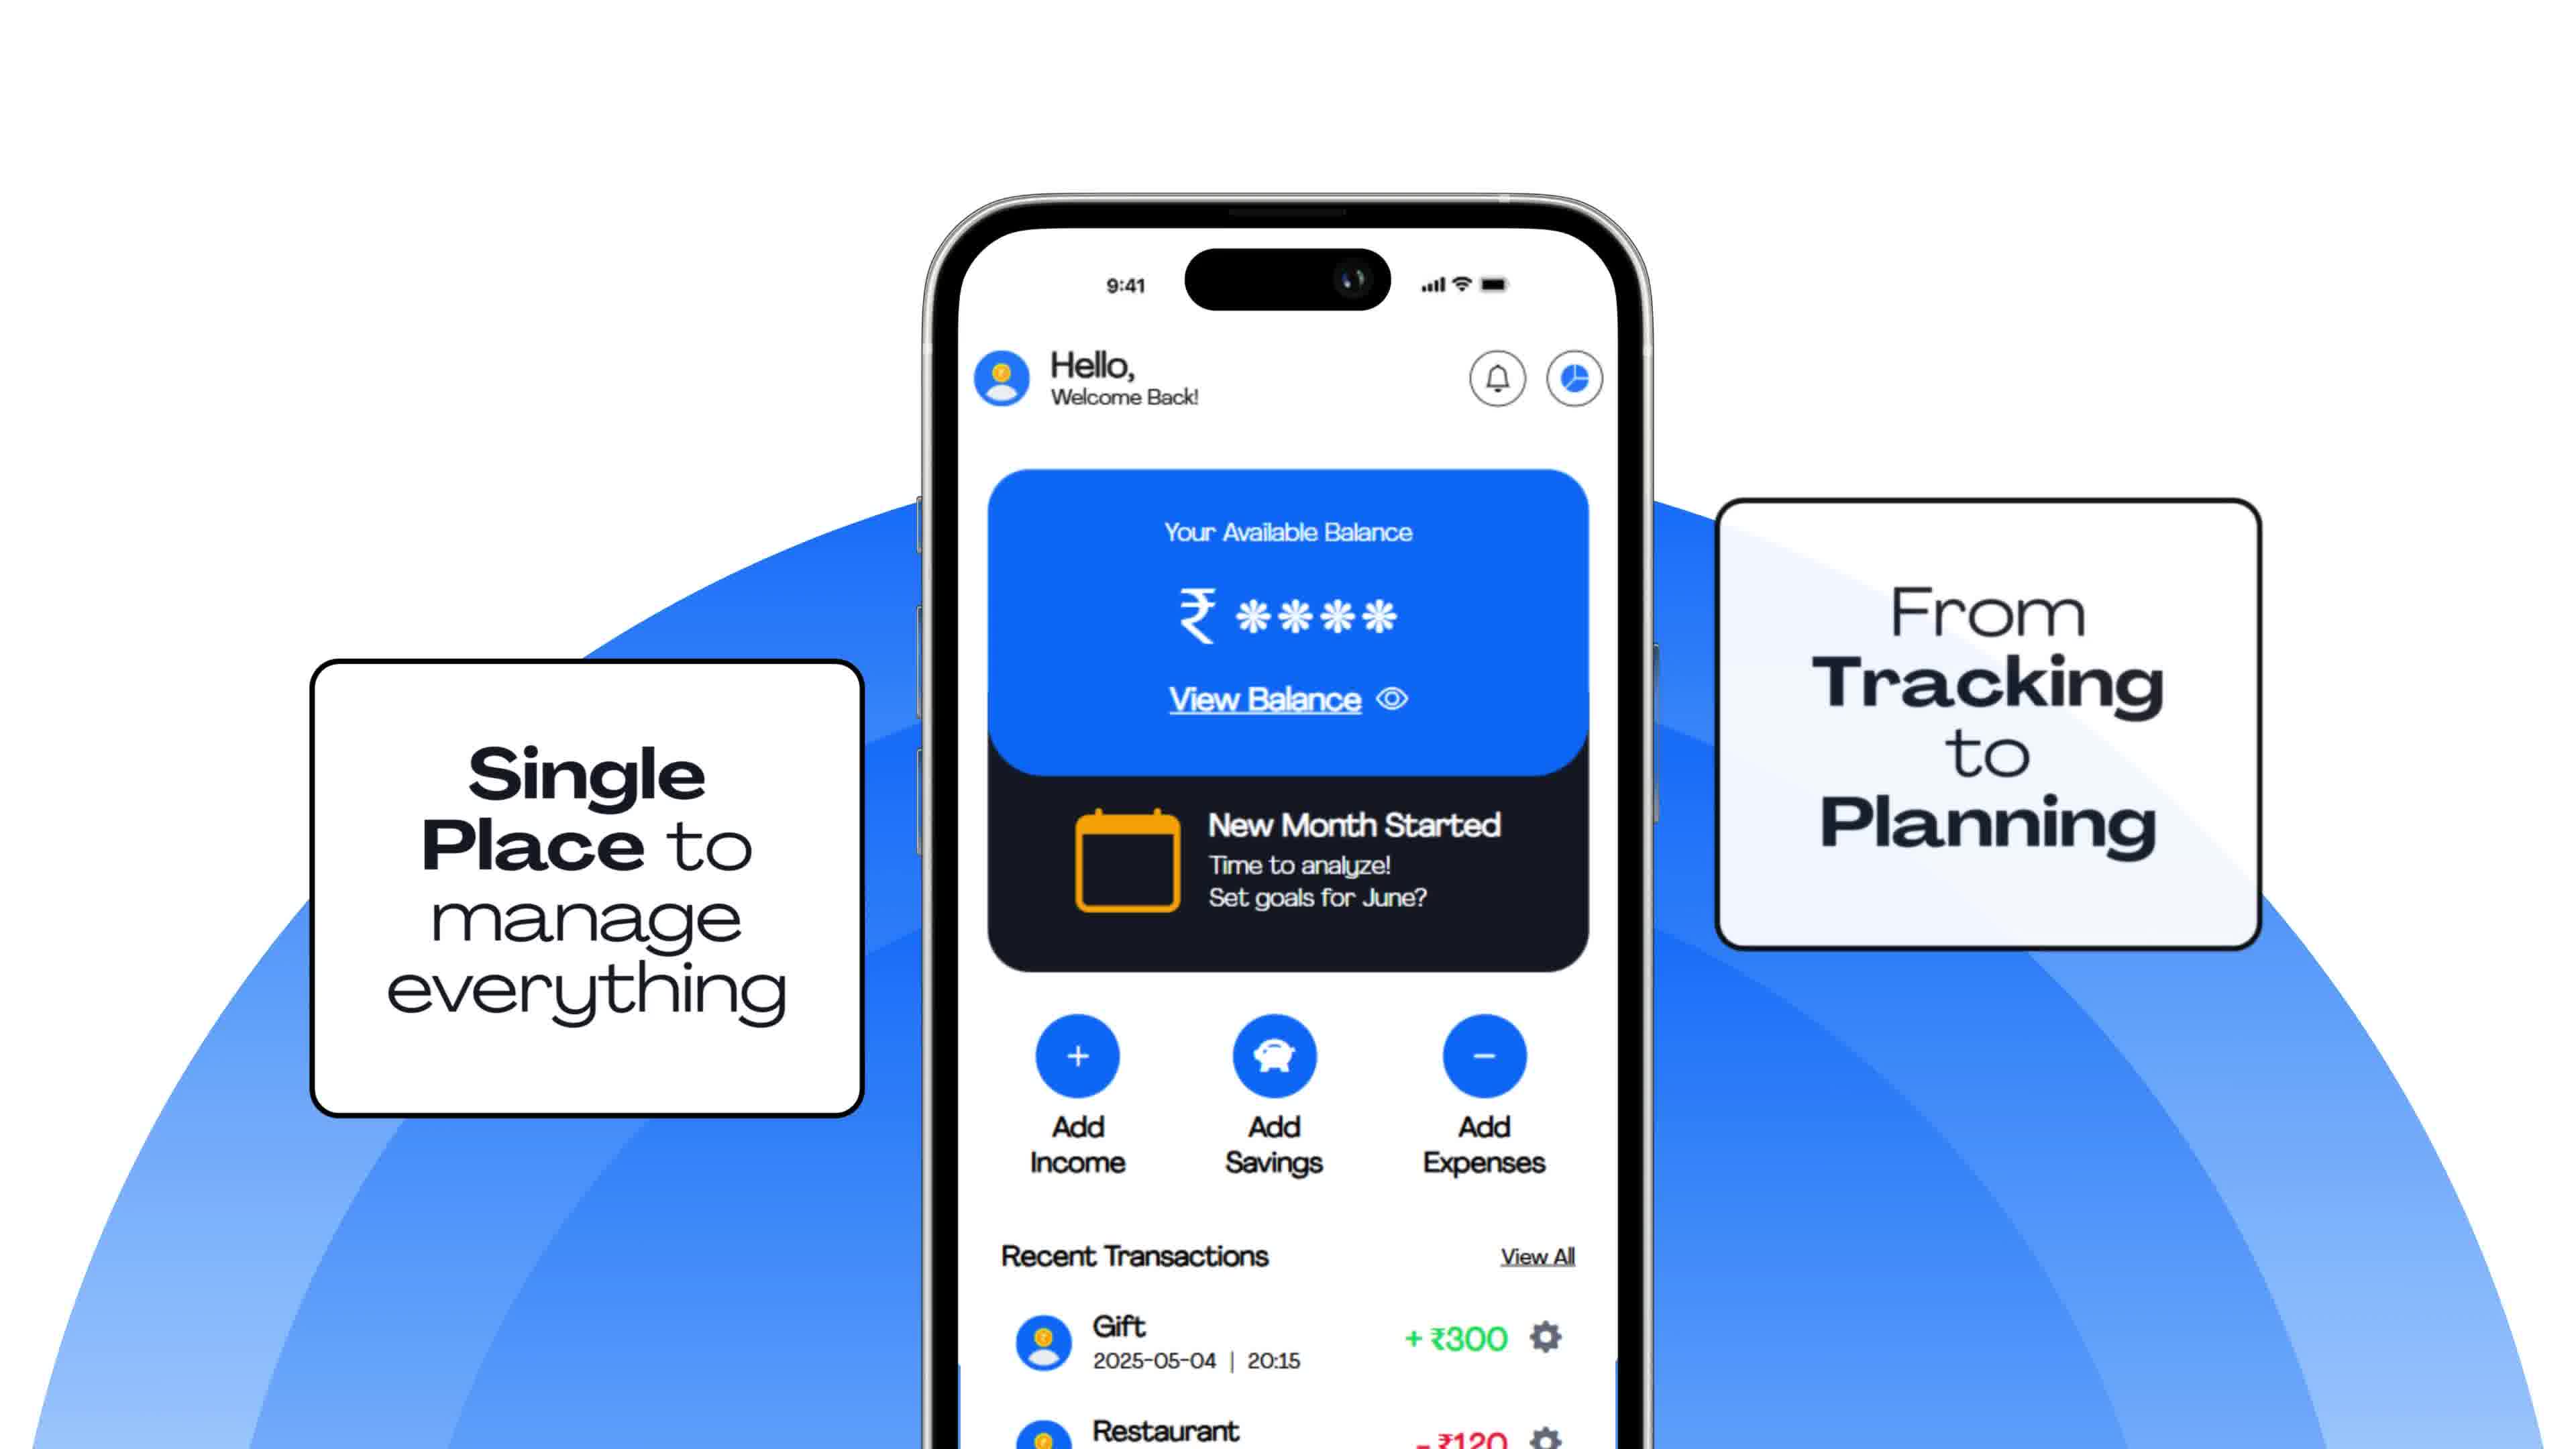 9:41
Hello,
Welcome Back!
Your Available Balance
₹ ****
View Balance
New Month Started
Time to analyze!
Set goals for June?
Add
Income
Add
Savings
Add
Expenses
Recent Transactions
View All
Gift
2025-05-04 | 20:15
+ ₹300
Restaurant
- ₹120
Single
Place to
manage
everything
From
Tracking
to
Planning